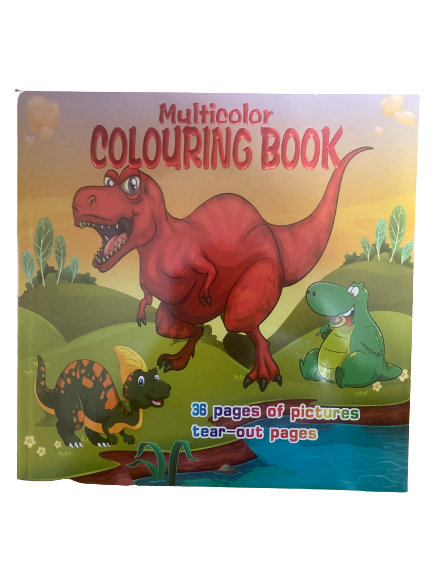 Multicolor
COLOURING BOOK
36 pages of pictures
tear-out pages